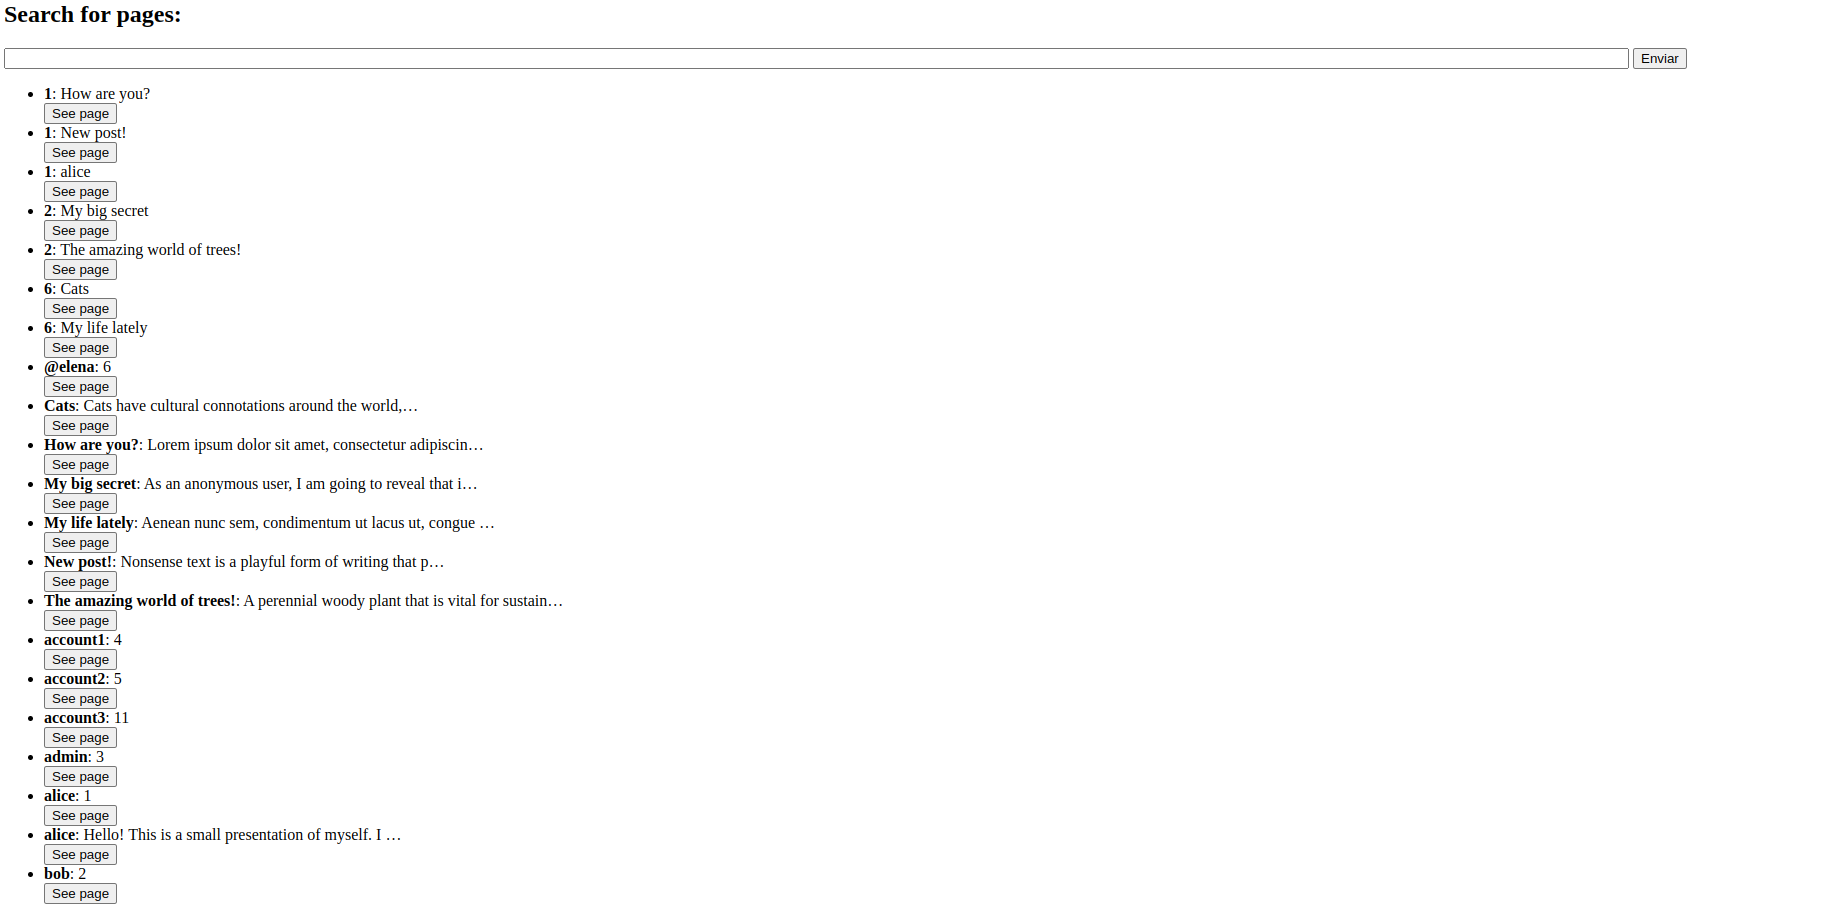 Search for pages:
Enviar
1: How are you?
See page
1: New post!
See page
1: alice
See page
2: My big secret
See page
2: The amazing world of trees!
See page
6: Cats
See page
6: My life lately
See page
@elena: 6
See page
Cats: Cats have cultural connotations around the world,…
See page
How are you?: Lorem ipsum dolor sit amet, consectetur adipiscin…
See page
My big secret: As an anonymous user, I am going to reveal that i…
See page
My life lately: Aenean nunc sem, condimentum ut lacus ut, congue …
See page
New post!: Nonsense text is a playful form of writing that p…
See page
The amazing world of trees!: A perennial woody plant that is vital for sustain…
See page
account1: 4
See page
account2: 5
See page
account3: 11
See page
admin: 3
See page
alice: 1
See page
alice: Hello! This is a small presentation of myself. I …
See page
bob: 2
See page